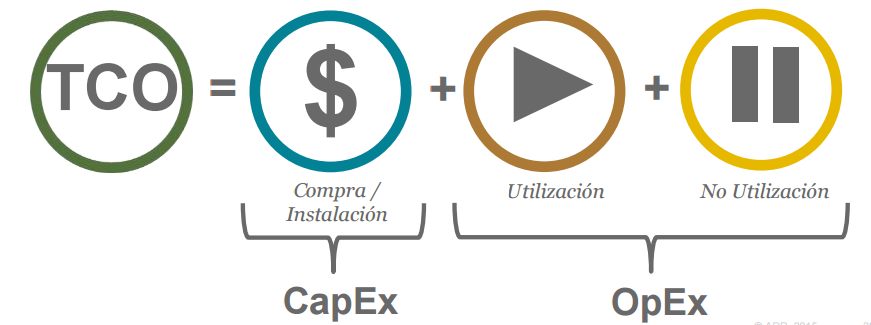 TCO = $ + +
Compra /
Instalación
Utilización
No Utilización
CapEx
OpEx